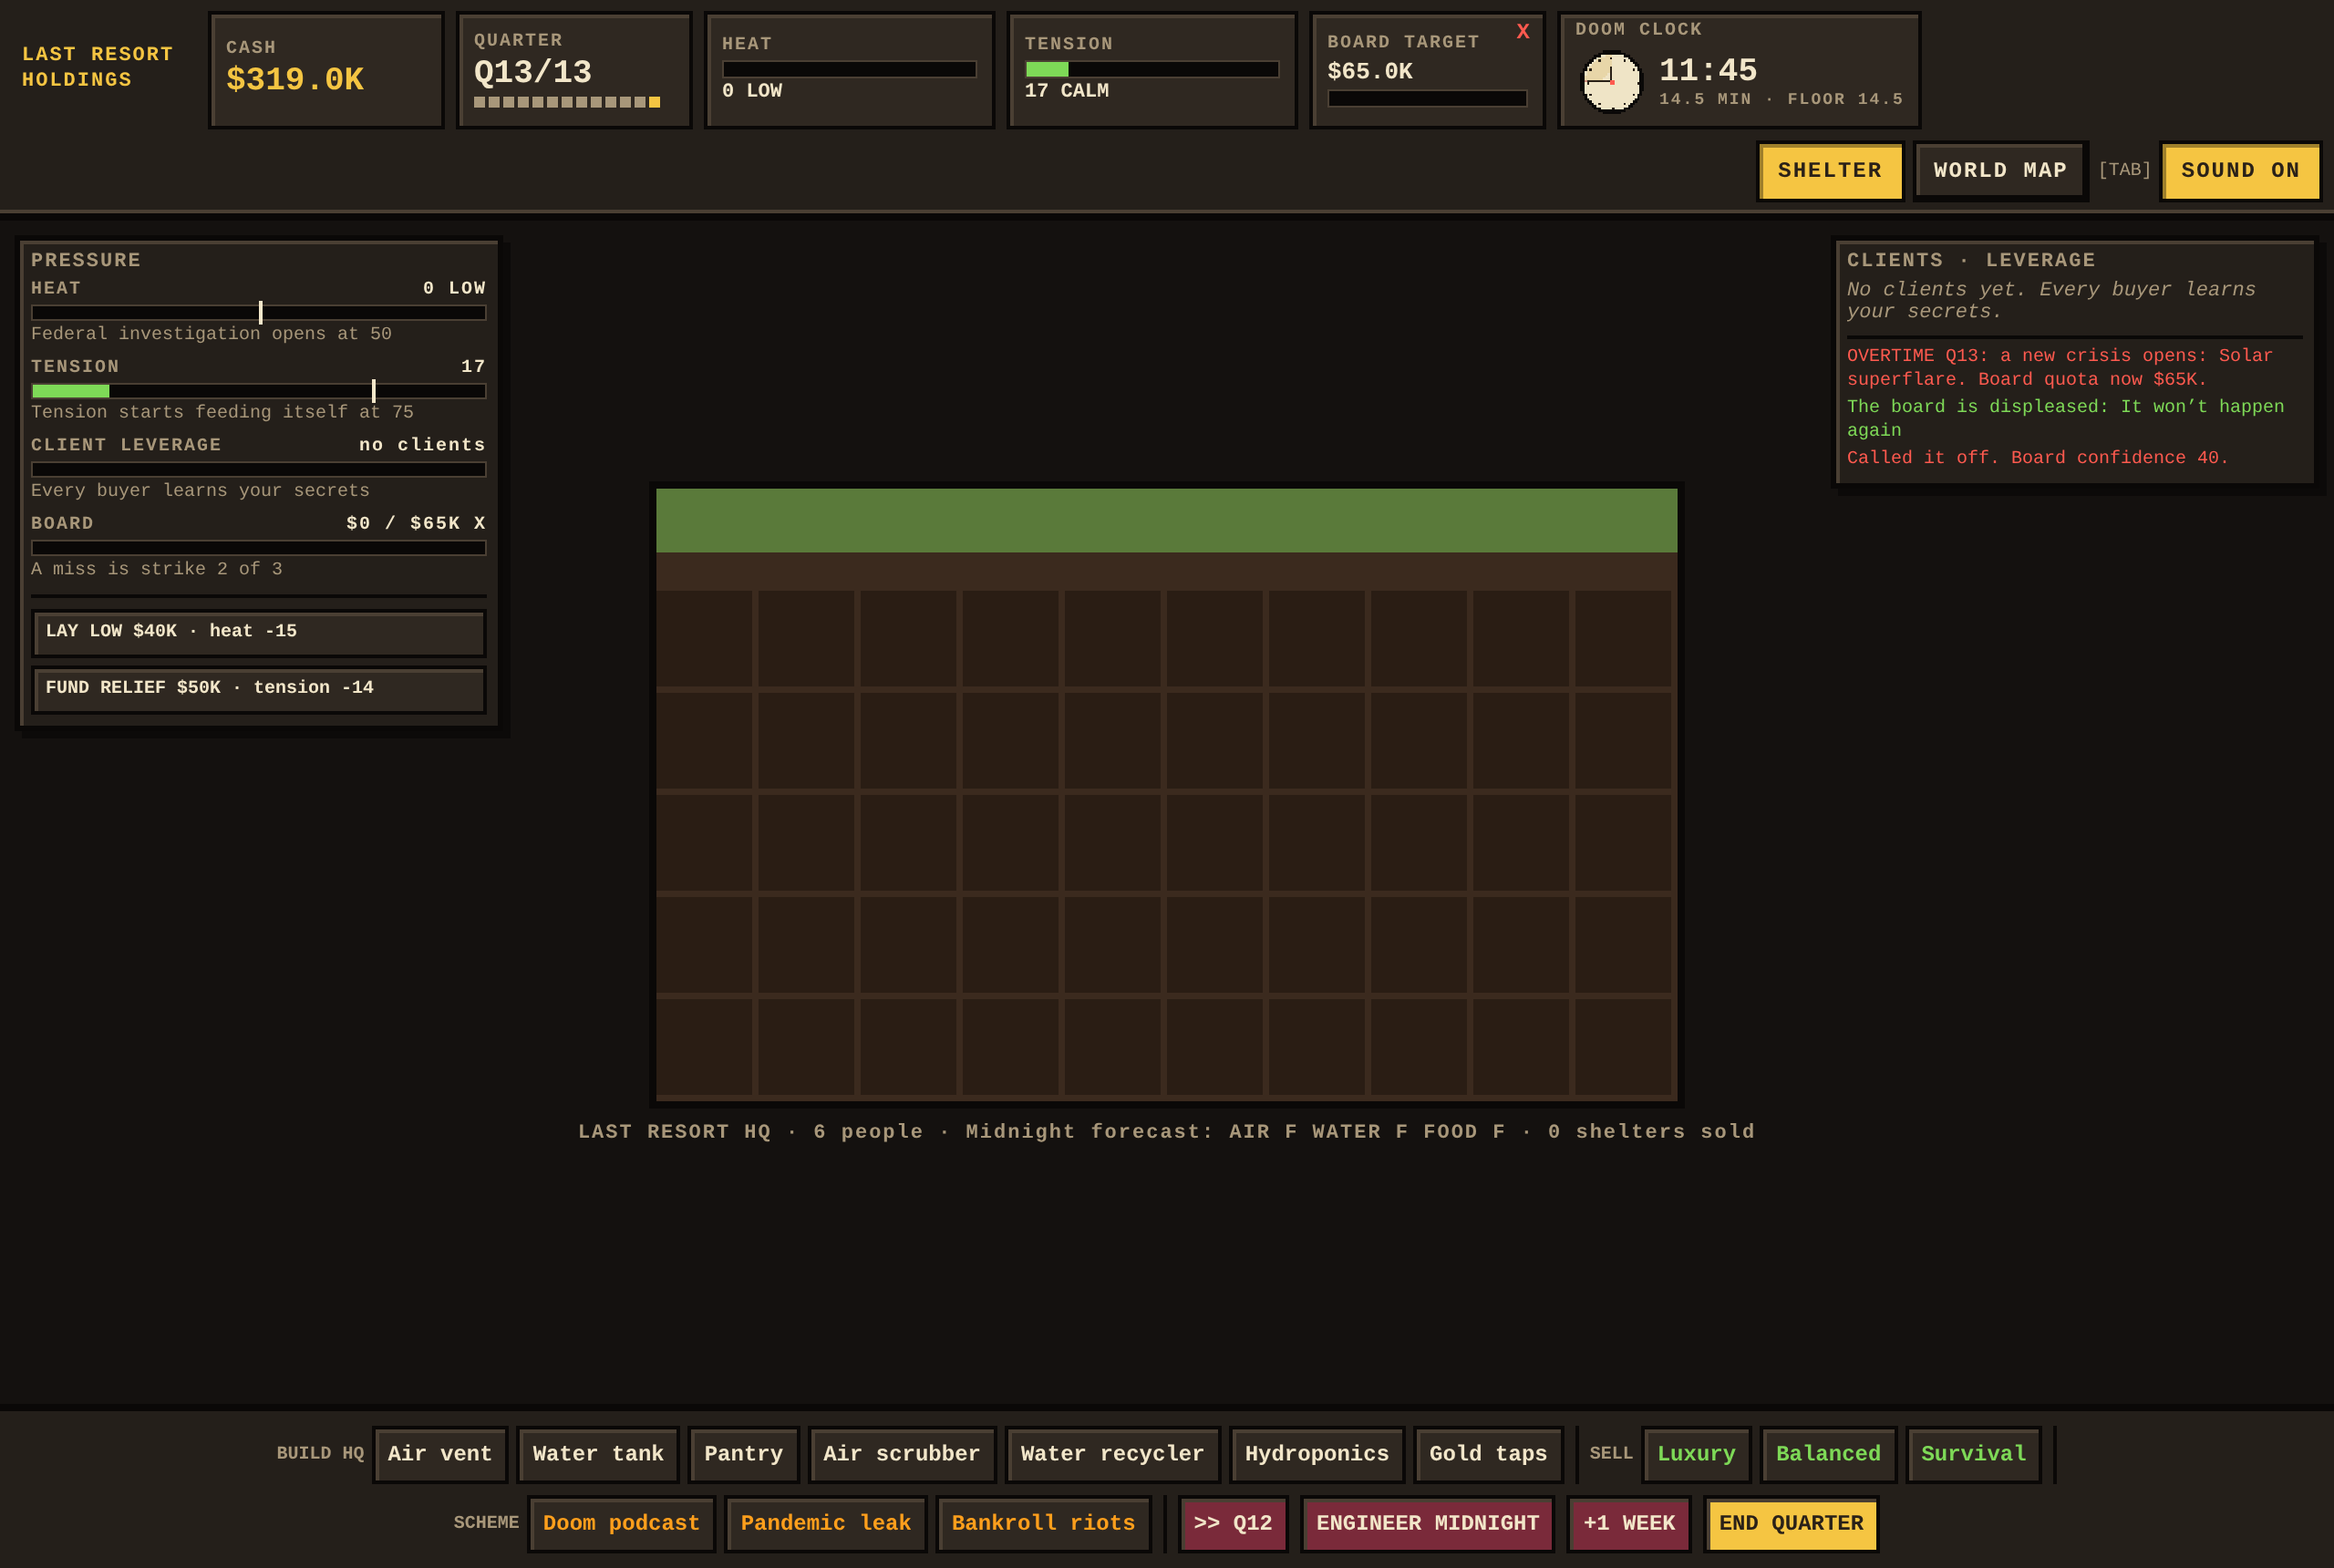 LAST RESORT
HOLDINGS
CASH
$319.0K
QUARTER
Q13/13
HEAT
0 LOW
TENSION
17 CALM
BOARD TARGET X
$65.0K
DOOM CLOCK
11:45
14.5 MIN · FLOOR 14.5
SHELTER
WORLD MAP
[TAB]
SOUND ON
PRESSURE
HEAT 0 LOW
Federal investigation opens at 50
TENSION 17
Tension starts feeding itself at 75
CLIENT LEVERAGE no clients
Every buyer learns your secrets
BOARD $0 / $65K X
A miss is strike 2 of 3
LAY LOW $40K · heat -15
FUND RELIEF $50K · tension -14
CLIENTS · LEVERAGE
No clients yet. Every buyer learns
your secrets.
OVERTIME Q13: a new crisis opens: Solar
superflare. Board quota now $65K.
The board is displeased: It won’t happen
again
Called it off. Board confidence 40.
LAST RESORT HQ · 6 people · Midnight forecast: AIR F WATER F FOOD F · 0 shelters sold
BUILD HQ Air vent Water tank Pantry Air scrubber Water recycler Hydroponics Gold taps SELL Luxury Balanced Survival
SCHEME Doom podcast Pandemic leak Bankroll riots >> Q12 ENGINEER MIDNIGHT +1 WEEK END QUARTER